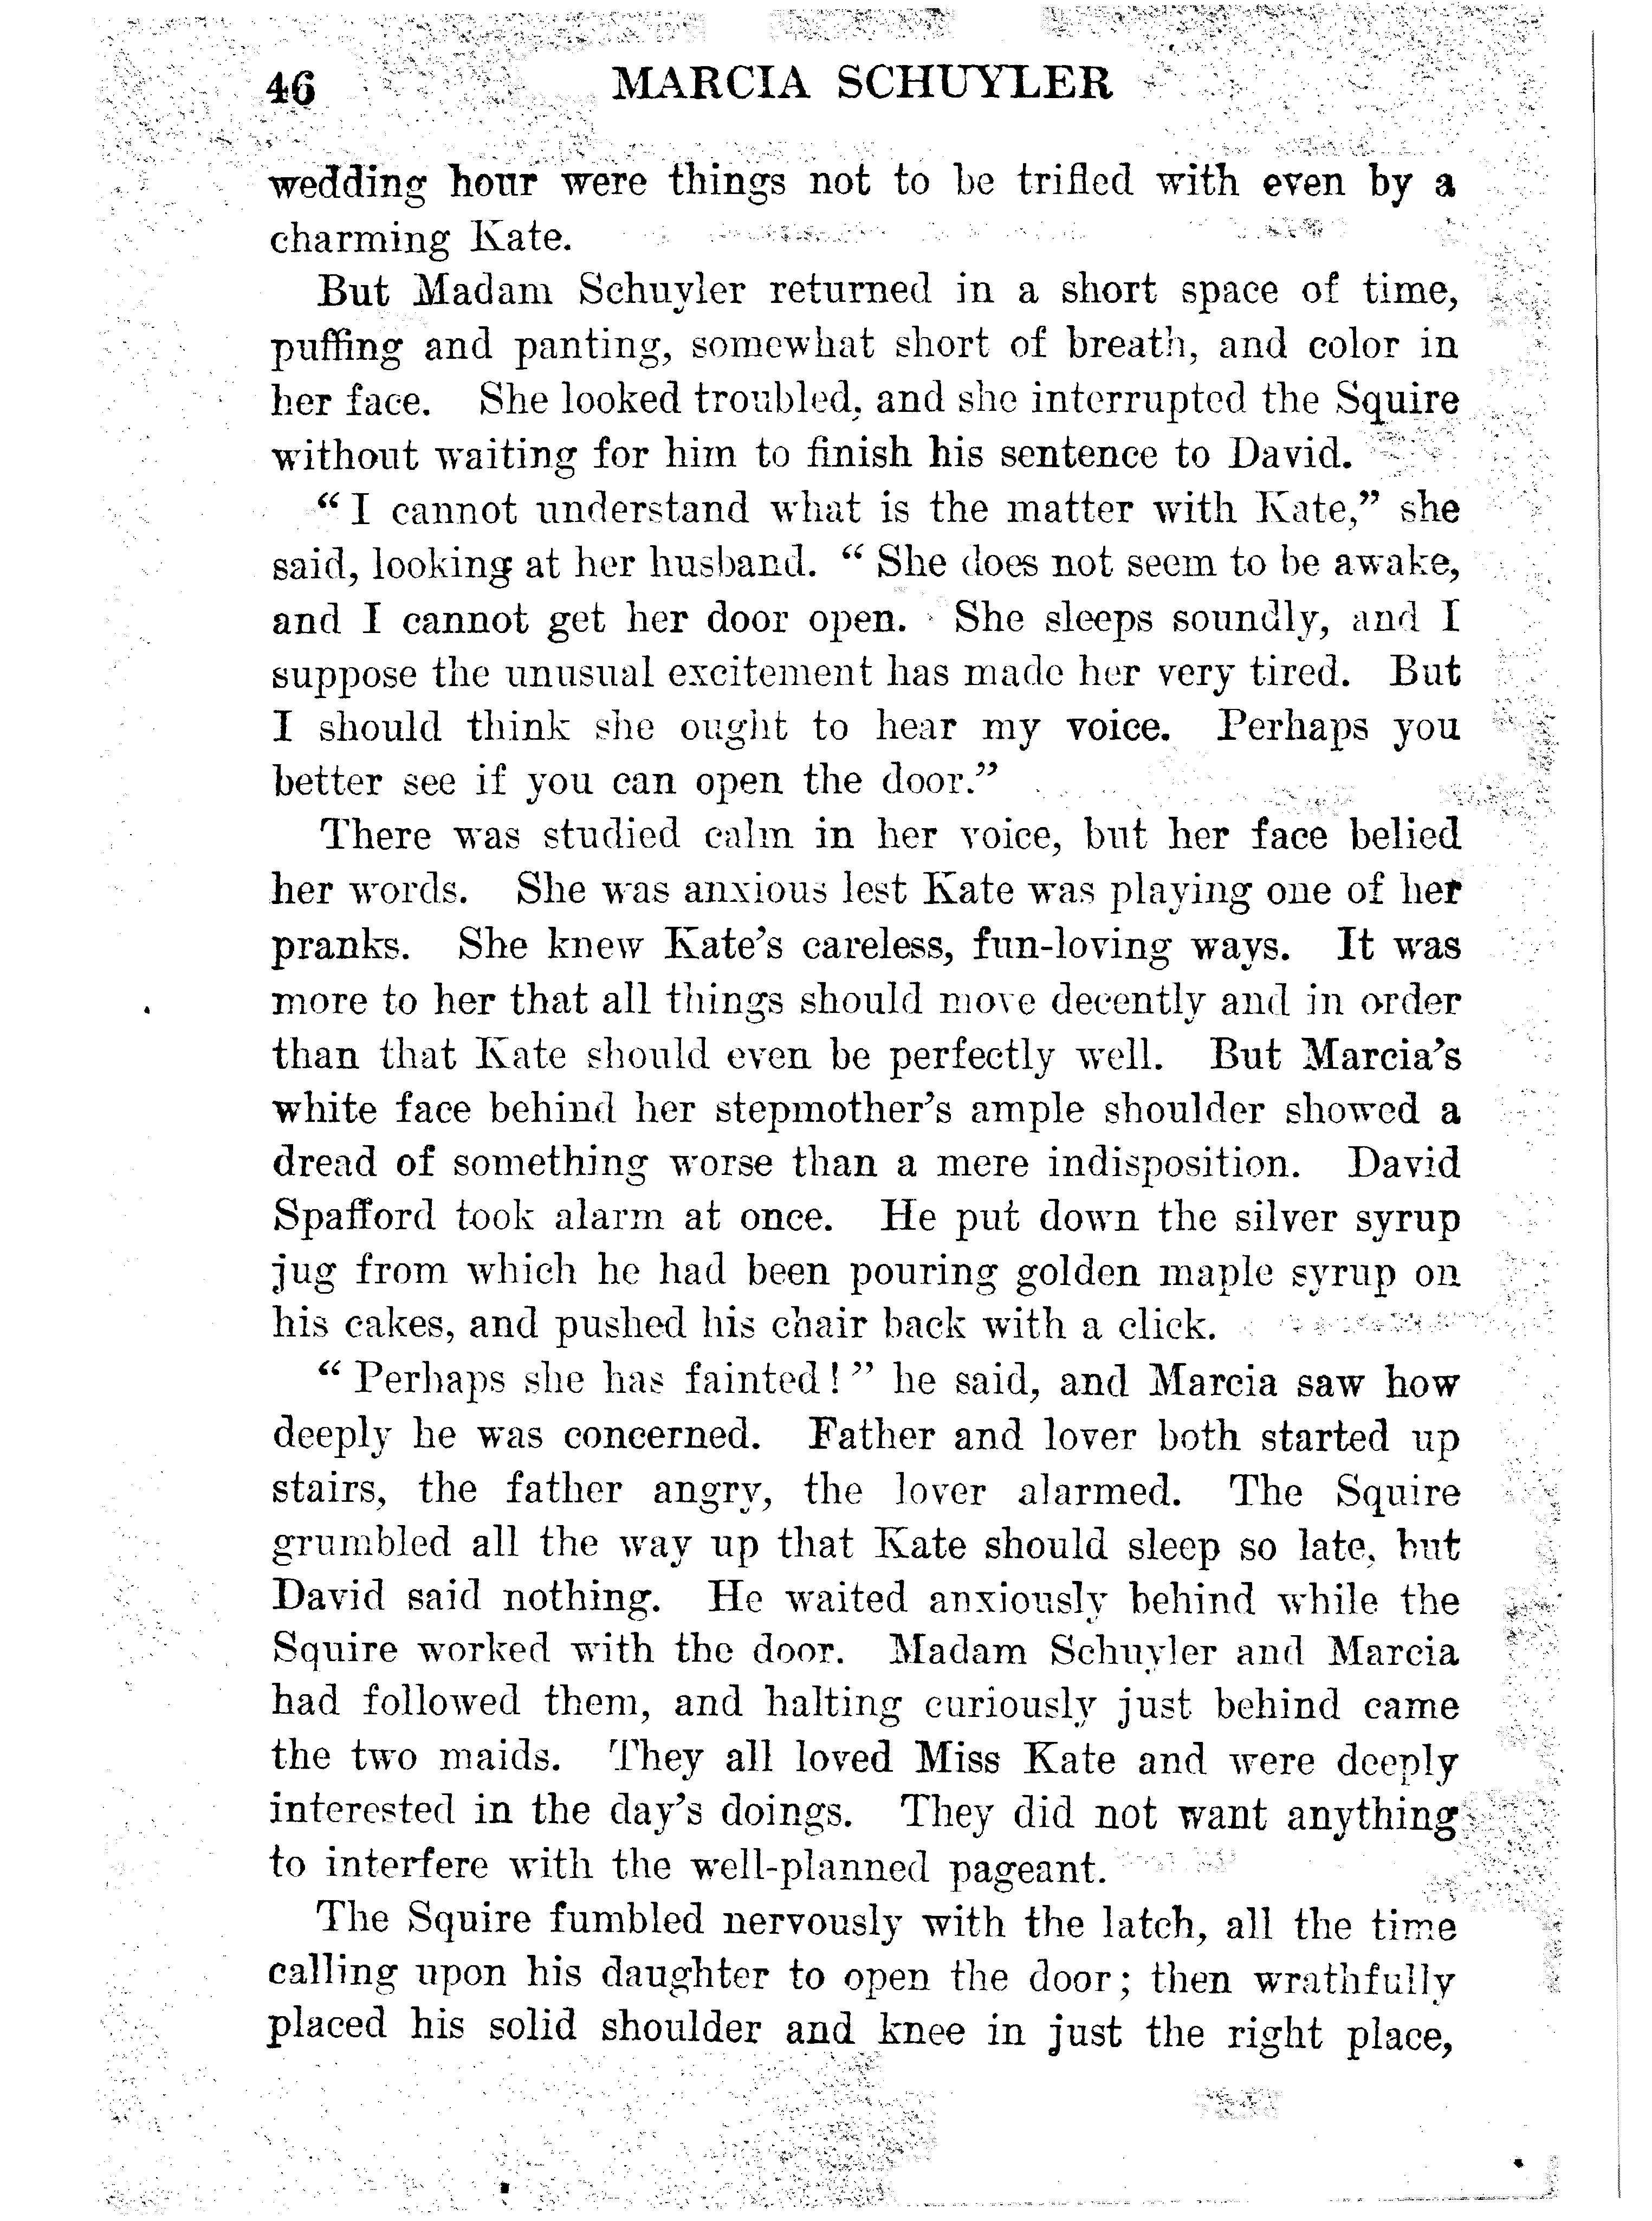 46 MARCIA SCHUYLER
wedding hour were things not to be trifled with even by a
charming Kate.
But Madam Schuyler returned in a short space of time,
puffing and panting, somewhat short of breath, and color in
her face. She looked troubled, and she interrupted the Squire
without waiting for him to finish his sentence to David.
“ I cannot understand what is the matter with Kate,” she
said, looking at her husband. “ She does not seem to be awake,
and I cannot get her door open. She sleeps soundly, and I
suppose the unusual excitement has made her very tired. But
I should think she ought to hear my voice. Perhaps you
better see if you can open the door.”
There was studied calm in her voice, but her face belied
her words. She was anxious lest Kate was playing one of her
pranks. She knew Kate’s careless, fun-loving ways. It was
more to her that all things should move decently and in order
than that Kate should even be perfectly well. But Marcia’s
white face behind her stepmother’s ample shoulder showed a
dread of something worse than a mere indisposition. David
Spafford took alarm at once. He put down the silver syrup
jug from which he had been pouring golden maple syrup on
his cakes, and pushed his chair back with a click.
“ Perhaps she has fainted! ” he said, and Marcia saw how
deeply he was concerned. Father and lover both started up
stairs, the father angry, the lover alarmed. The Squire
grumbled all the way up that Kate should sleep so late, but
David said nothing. He waited anxiously behind while the
Squire worked with the door. Madam Schuyler and Marcia
had followed them, and halting curiously just behind came
the two maids. They all loved Miss Kate and were deeply
interested in the day’s doings. They did not want anything
to interfere with the well-planned pageant.
The Squire fumbled nervously with the latch, all the time
calling upon his daughter to open the door; then wrathfully
placed his solid shoulder and knee in just the right place,